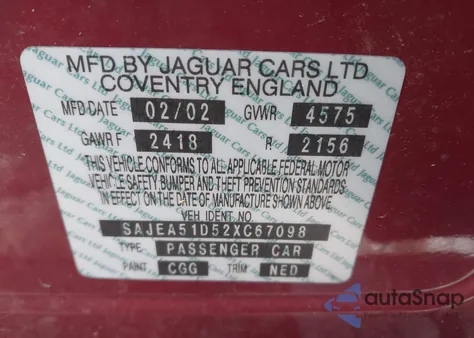 MFD BY JAGUAR CARS LTD
COVENTRY ENGLAND
MFD DATE 02/02 GVWR 4575
GAWR F 2418 R 2156
THIS VEHICLE CONFORMS TO ALL APPLICABLE FEDERAL MOTOR
VEHICLE SAFETY BUMPER AND THEFT PREVENTION STANDARDS
IN EFFECT ON THE DATE OF MANUFACTURE SHOWN ABOVE
VEH IDENT NO.
SAJEA51D52XC67098
TYPE PASSENGER CAR
PAINT CGG TRIM NED
autaSnap